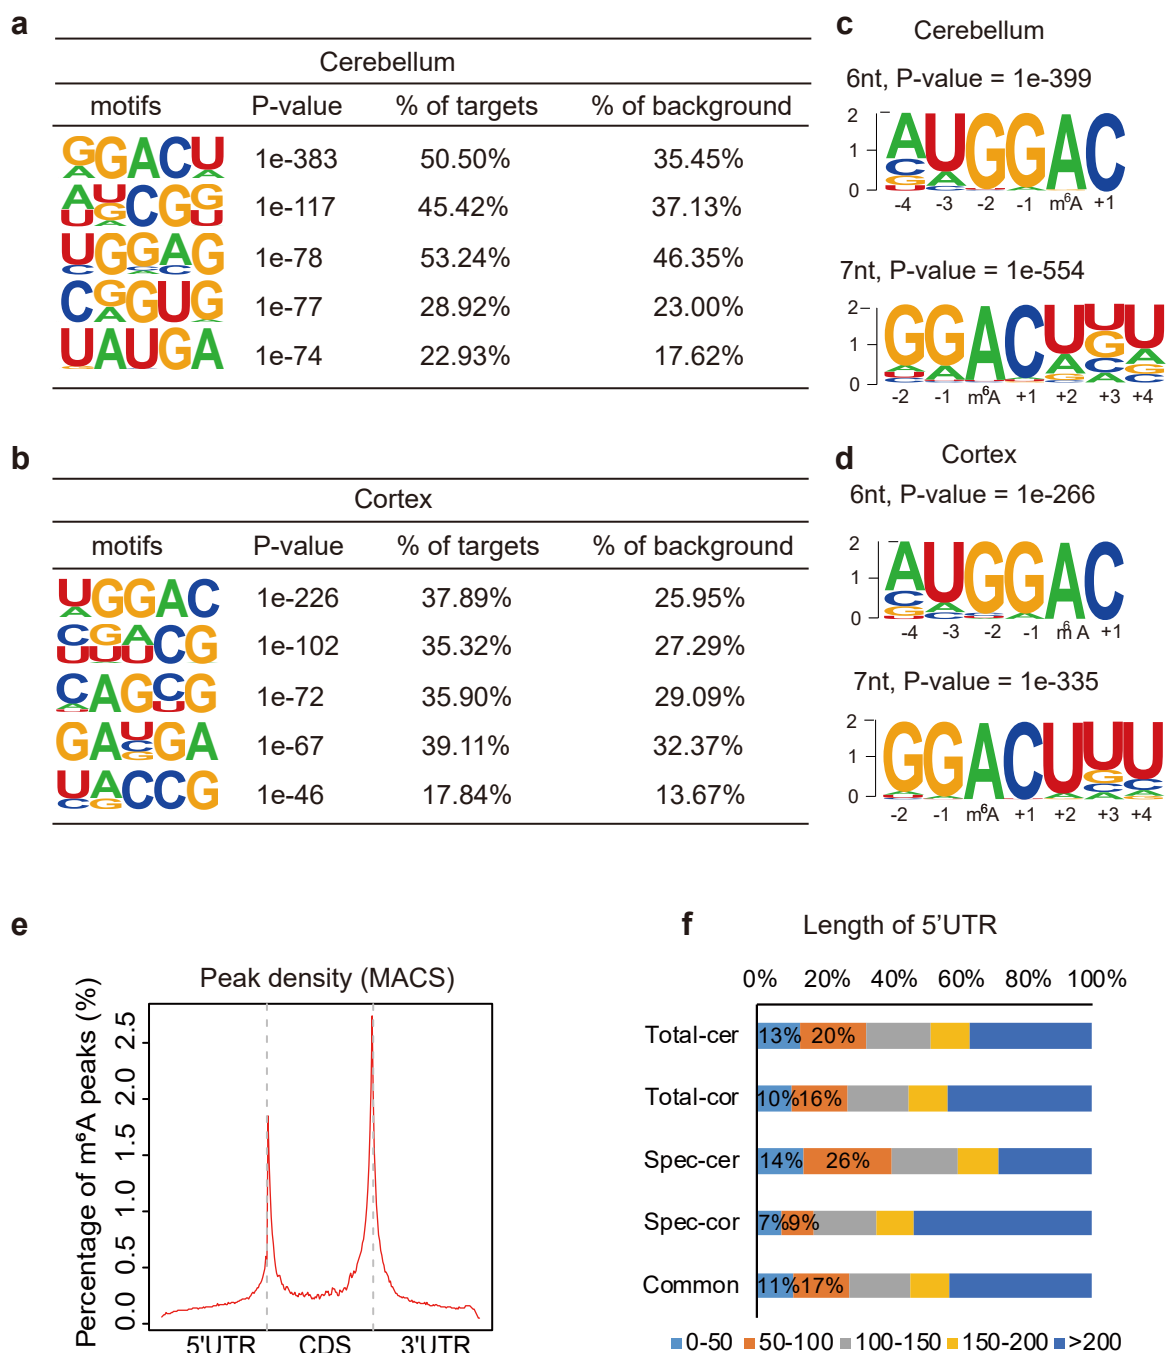 a
Cerebellum
motifs P-value % of targets % of background
GGACU 1e-383 50.50% 35.45%
AUCGG 1e-117 45.42% 37.13%
UGGAG 1e-78 53.24% 46.35%
CGGUG 1e-77 28.92% 23.00%
UAUGA 1e-74 22.93% 17.62%
b
Cortex
motifs P-value % of targets % of background
UGGAC 1e-226 37.89% 25.95%
CGACG 1e-102 35.32% 27.29%
CAGCG 1e-72 35.90% 29.09%
GAUGA 1e-67 39.11% 32.37%
UACCG 1e-46 17.84% 13.67%
c
Cerebellum
6nt, P-value = 1e-399
2
1
0
AUGGAC
-4 -3 -2 -1 m⁶A +1
7nt, P-value = 1e-554
2
1
0
GGACUUU
-2 -1 m⁶A +1 +2 +3 +4
d
Cortex
6nt, P-value = 1e-266
2
1
0
AUGGAC
-4 -3 -2 -1 m⁶A +1
7nt, P-value = 1e-335
2
1
0
GGACUUU
-2 -1 m⁶A +1 +2 +3 +4
e
Peak density (MACS)
Percentage of m⁶A peaks (%)
2.5
2.0
1.5
1.0
0.5
0.0
5'UTR CDS 3'UTR
f
Length of 5’UTR
0% 20% 40% 60% 80% 100%
Total-cer 13% 20%
Total-cor 10% 16%
Spec-cer 14% 26%
Spec-cor 7% 9%
Common 11% 17%
0-50 50-100 100-150 150-200 >200